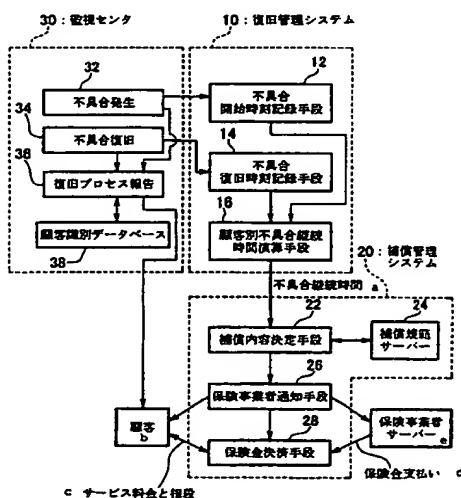 30：監視センタ
10：復旧管理システム
32
不具合発生
12
不具合
開始時刻記録手段
34
不具合復旧
14
不具合
復旧時刻記録手段
36
復旧プロセス報告
16
顧客別不具合継続
時間演算手段
顧客識別データベース
38
20：補償管理
システム
不具合継続時間 a
22
補償内容決定手段
24
補償規範
サーバー
26
保険事業者通知手段
28
保険金決済手段
顧客
b
保険事業者
サーバー e
c サービス料金と相殺
保険金支払い d